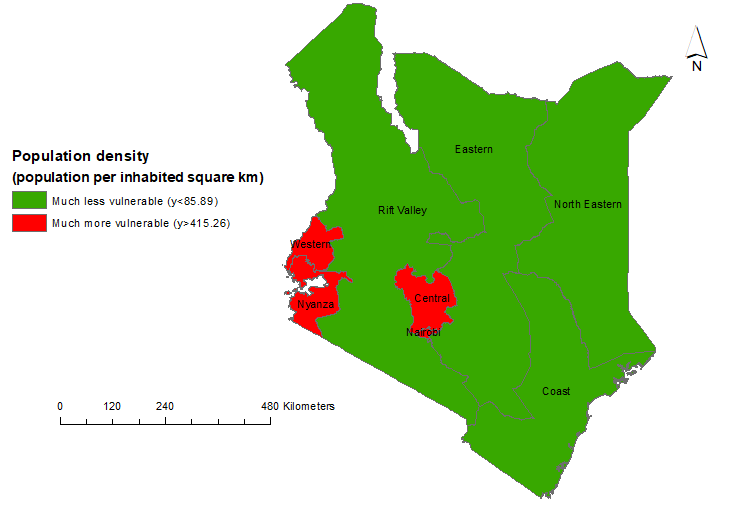 N
Population density
(population per inhabited square km)
Much less vulnerable (y<85.89)
Much more vulnerable (y>415.26)
Eastern
North Eastern
Rift Valley
Western
Central
Nyanza
Nairobi
Coast
0 120 240 480 Kilometers